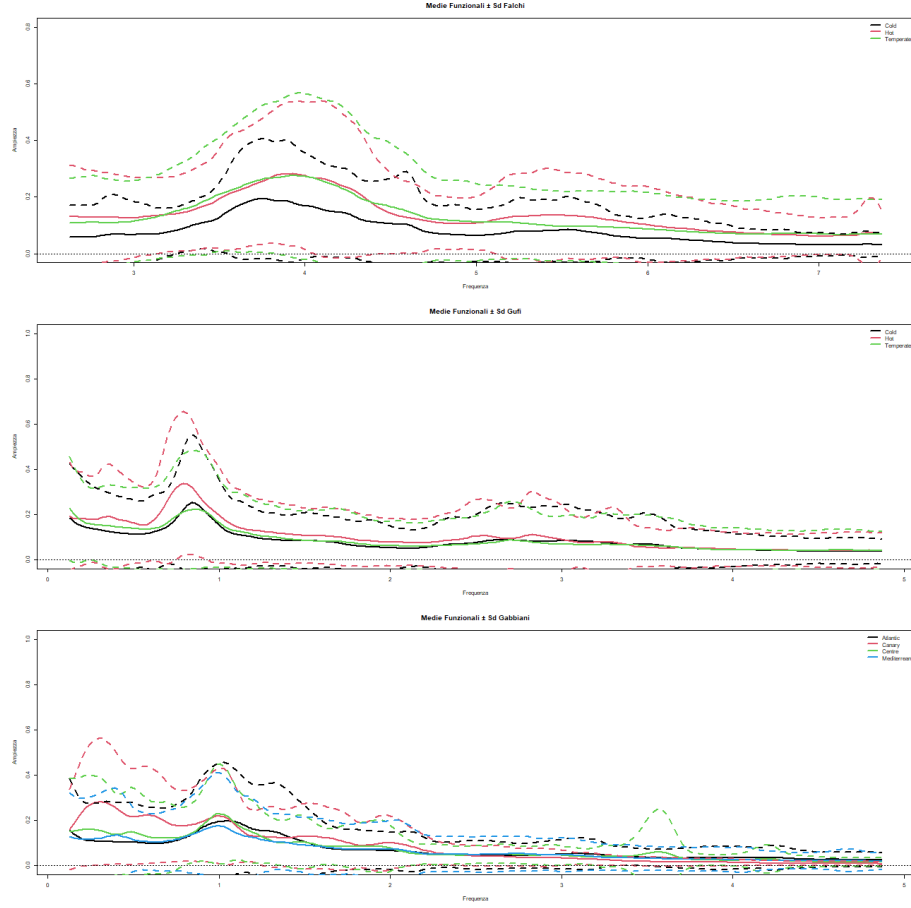 Medie Funzionali ± Sd Falchi
Cold
Hot
Temperate
Ampiezza
0.0
0.2
0.4
0.6
0.8
3
4
5
6
7
Frequenza
Medie Funzionali ± Sd Gufi
Cold
Hot
Temperate
Ampiezza
0.0
0.2
0.4
0.6
0.8
1.0
0
1
2
3
4
5
Frequenza
Medie Funzionali ± Sd Gabbiani
Atlantic
Canary
Centre
Mediterranean
Ampiezza
0.0
0.2
0.4
0.6
0.8
1.0
0
1
2
3
4
5
Frequenza